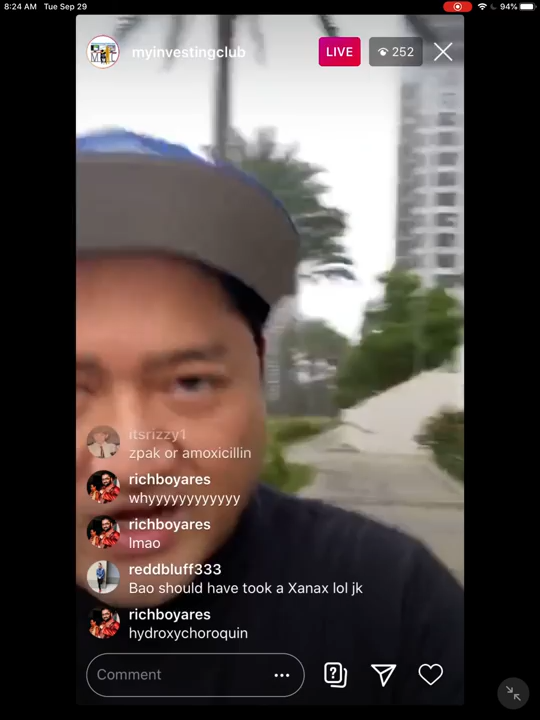 8:24 AM Tue Sep 29
94%
myinvestingclub
LIVE
252
itsrizzy1
zpak or amoxicillin
richboyares
whyyyyyyyyyyyy
richboyares
lmao
reddbluff333
Bao should have took a Xanax lol jk
richboyares
hydroxychoroquin
Comment